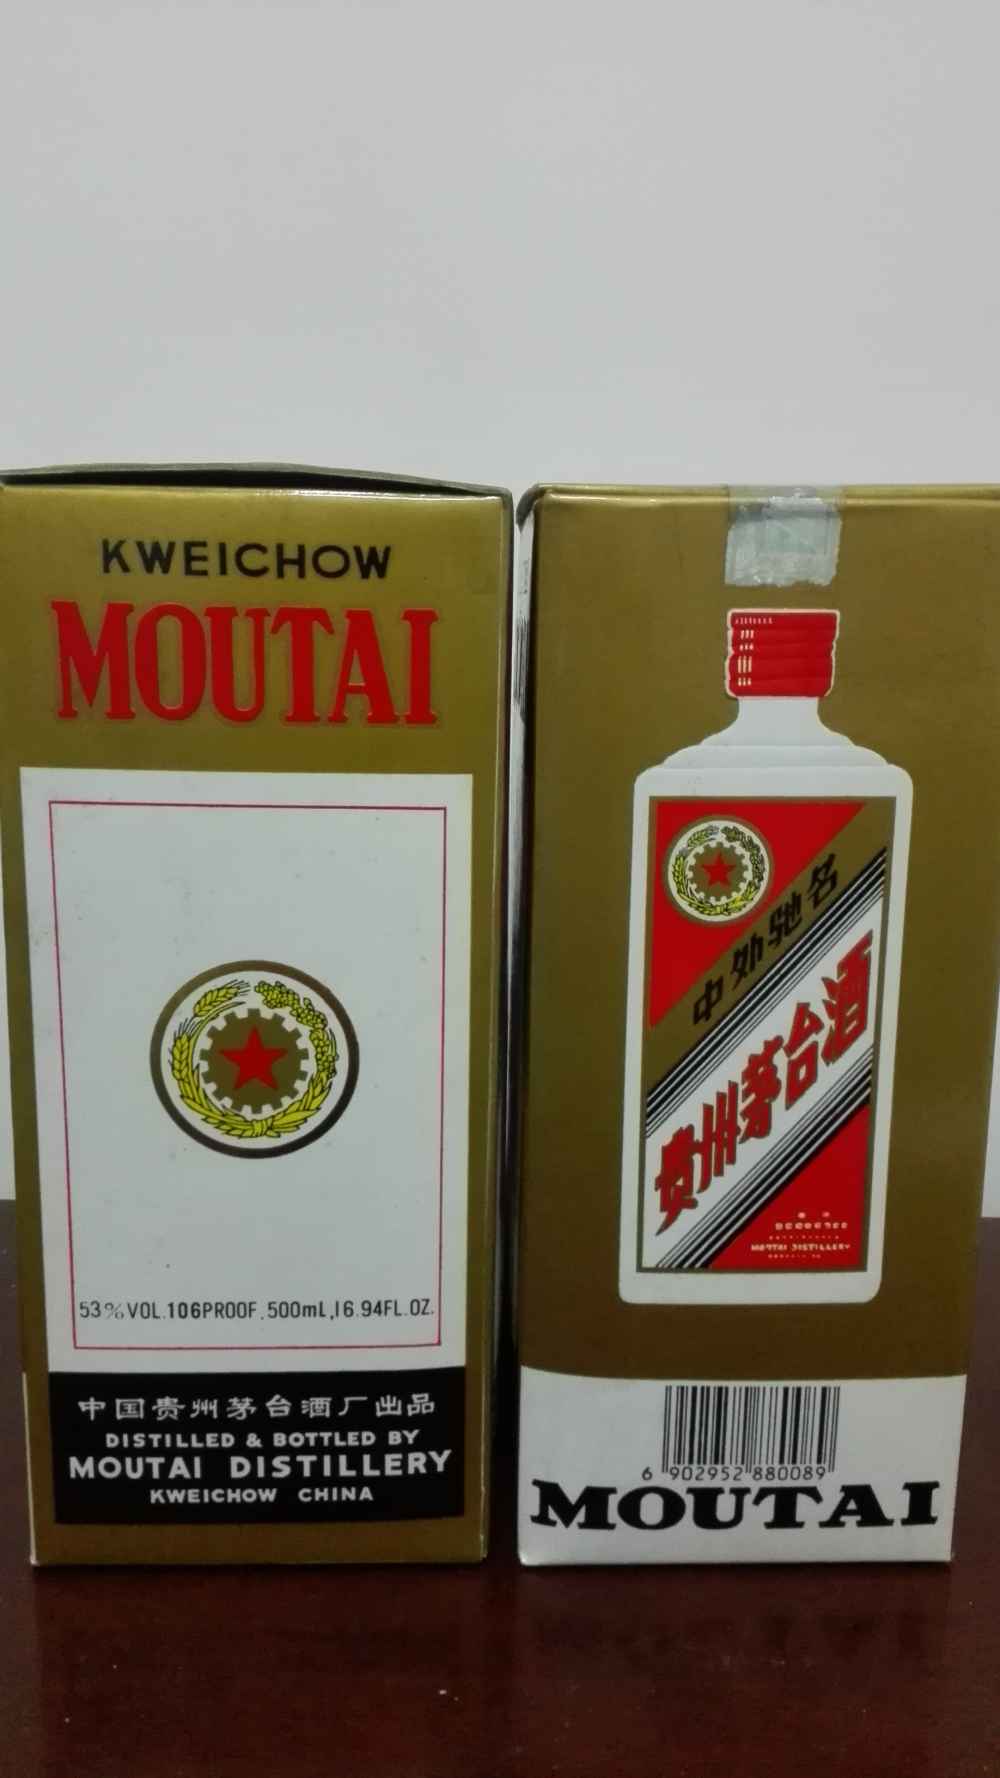 KWEICHOW
MOUTAI
53%VOL.106PROOF.500mL,16.94FL.OZ.
中国贵州茅台酒厂出品
DISTILLED & BOTTLED BY
MOUTAI DISTILLERY
KWEICHOW CHINA
中外驰名
贵州茅台酒
MOUTAI DISTILLERY
6 902952 880089
MOUTAI